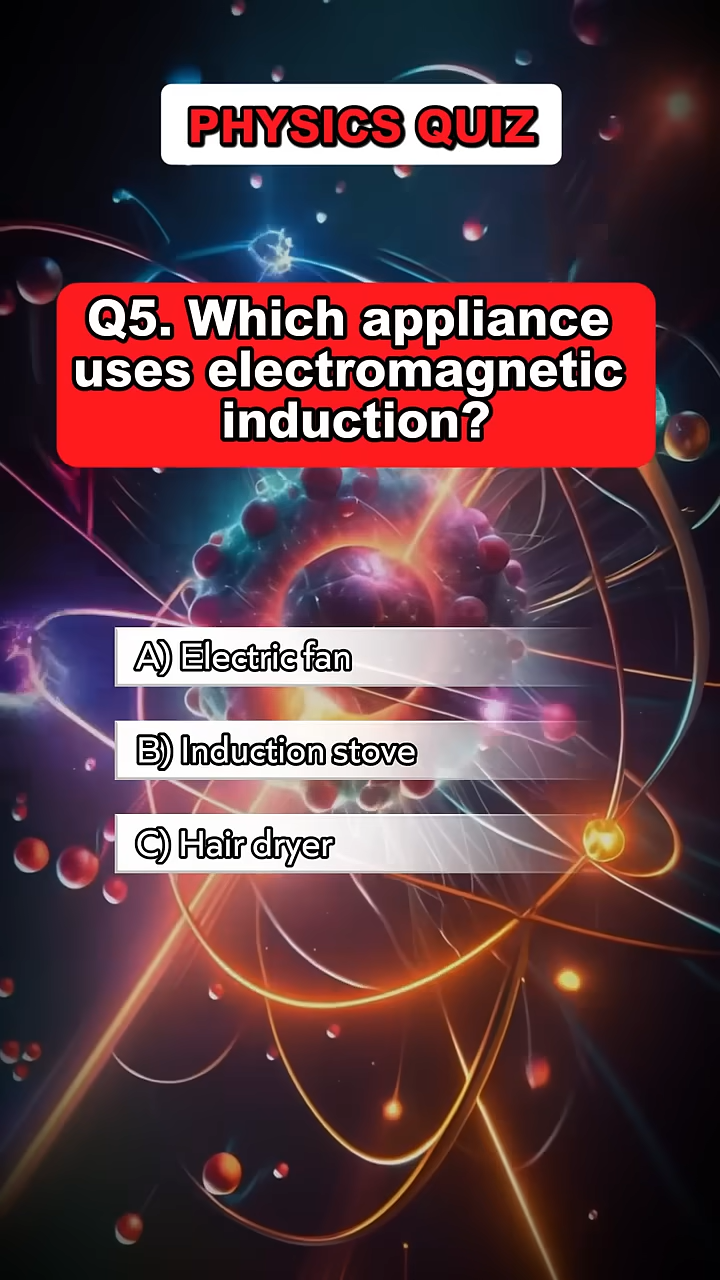 PHYSICS QUIZ
Q5. Which appliance
uses electromagnetic
induction?
A) Electric fan
B) Induction stove
C) Hair dryer